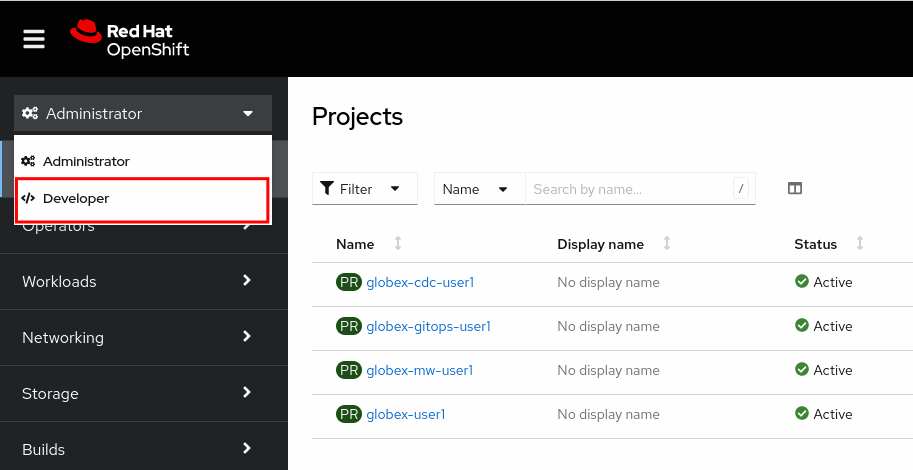 Red Hat
OpenShift
Administrator
Administrator
Developer
Operators
Workloads
Networking
Storage
Builds
Projects
Filter Name Search by name... /
Name Display name Status
PR globex-cdc-user1 No display name Active
PR globex-gitops-user1 No display name Active
PR globex-mw-user1 No display name Active
PR globex-user1 No display name Active